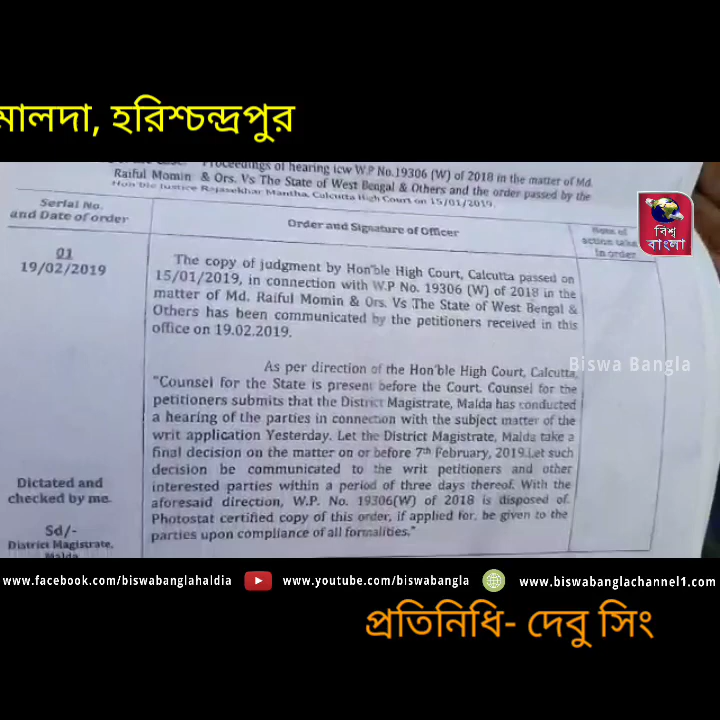 মালদা, হরিশ্চন্দ্রপুর
Proceedings of hearing icw W.P No.19306 (W) of 2018 in the matter of Md.
Raiful Momin & Ors. Vs The State of West Bengal & Others and the order passed by the
Hon'ble Justice Rajasekhar Mantha, Calcutta High Court on 15/01/2019.
Serial No.
and Date of order
Order and Signature of Officer
Note of
action take
in order
01
19/02/2019
The copy of judgment by Hon'ble High Court, Calcutta passed on
15/01/2019, in connection with W.P No. 19306 (W) of 2018 in the
matter of Md. Raiful Momin & Ors. Vs The State of West Bengal &
Others has been communicated by the petitioners received in this
office on 19.02.2019.
As per direction of the Hon'ble High Court, Calcutta,
"Counsel for the State is present before the Court. Counsel for the
petitioners submits that the District Magistrate, Malda has conducted
a hearing of the parties in connection with the subject matter of the
writ application Yesterday. Let the District Magistrate, Malda take a
final decision on the matter on or before 7th February, 2019.Let such
decision be communicated to the writ petitioners and other
interested parties within a period of three days thereof. With the
aforesaid direction, W.P. No. 19306(W) of 2018 is disposed of.
Photostat certified copy of this order, if applied for, be given to the
parties upon compliance of all formalities."
Dictated and
checked by me.
Sd/-
District Magistrate,
Malda
বিশ্ব
বাংলা
Biswa Bangla
www.facebook.com/biswabanglahaldia www.youtube.com/biswabangla www.biswabanglachannel1.com
প্রতিনিধি- দেবু সিং